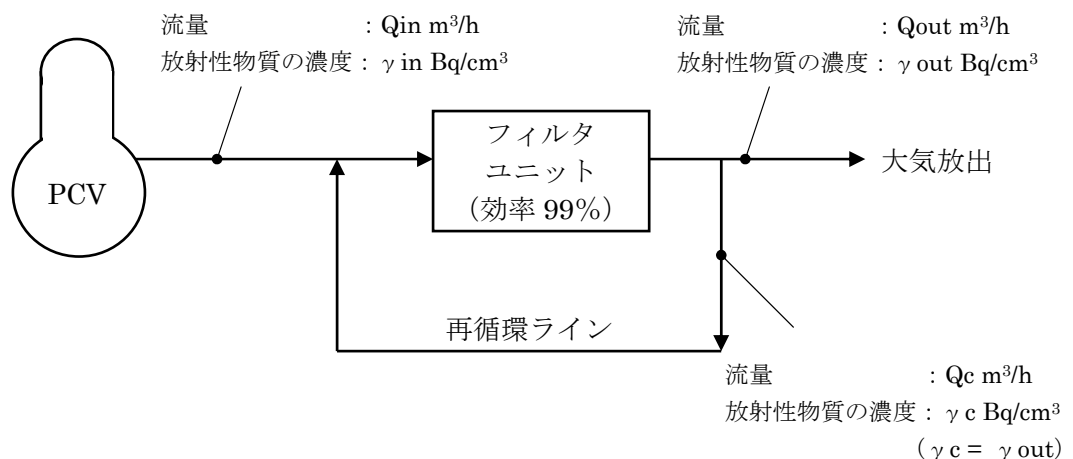 流量 : Qin m³/h
放射性物質の濃度 : γ in Bq/cm³
流量 : Qout m³/h
放射性物質の濃度 : γ out Bq/cm³
PCV
フィルタ
ユニット
(効率 99%)
大気放出
再循環ライン
流量 : Qc m³/h
放射性物質の濃度 : γ c Bq/cm³
(γ c = γ out)